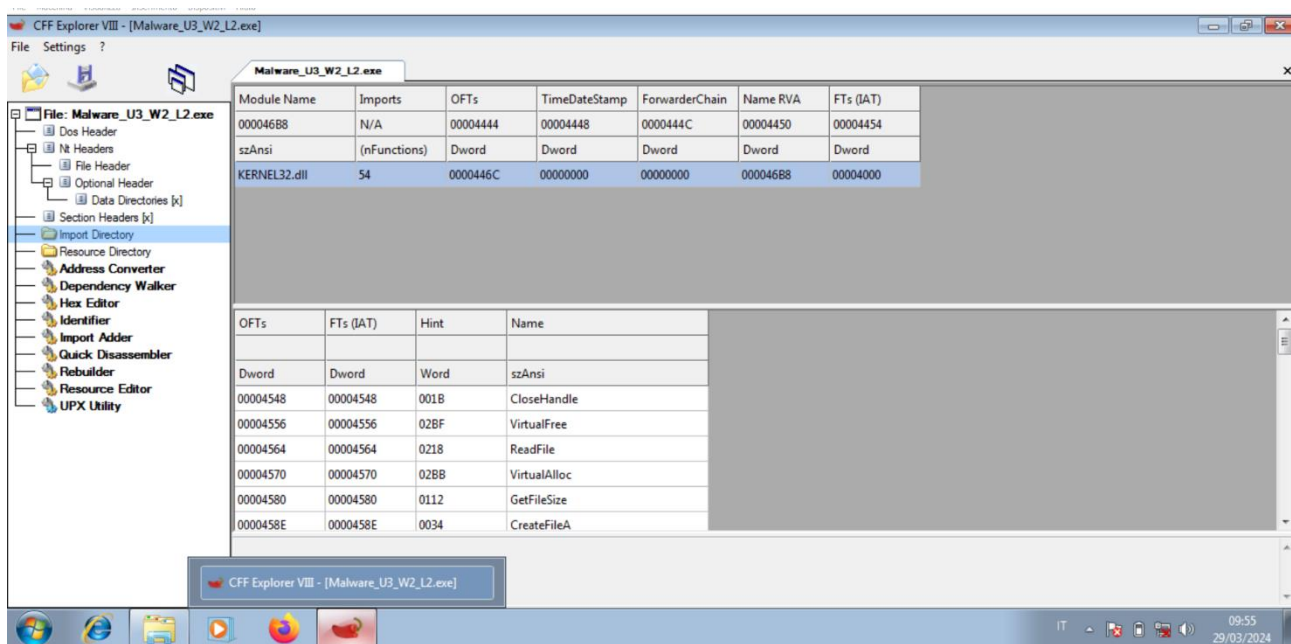 CFF Explorer VIII - [Malware_U3_W2_L2.exe]
File Settings ?
Malware_U3_W2_L2.exe
File: Malware_U3_W2_L2.exe
Dos Header
Nt Headers
File Header
Optional Header
Data Directories [x]
Section Headers [x]
Import Directory
Resource Directory
Address Converter
Dependency Walker
Hex Editor
Identifier
Import Adder
Quick Disassembler
Rebuilder
Resource Editor
UPX Utility
Module Name Imports OFTs TimeDateStamp ForwarderChain Name RVA FTs (IAT)
000046B8 N/A 00004444 00004448 0000444C 00004450 00004454
szAnsi (nFunctions) Dword Dword Dword Dword Dword
KERNEL32.dll 54 0000446C 00000000 00000000 000046B8 00004000
OFTs FTs (IAT) Hint Name
Dword Dword Word szAnsi
00004548 00004548 001B CloseHandle
00004556 00004556 02BF VirtualFree
00004564 00004564 0218 ReadFile
00004570 00004570 02BB VirtualAlloc
00004580 00004580 0112 GetFileSize
0000458E 0000458E 0034 CreateFileA
CFF Explorer VIII - [Malware_U3_W2_L2.exe]
IT
09:55
29/03/2024